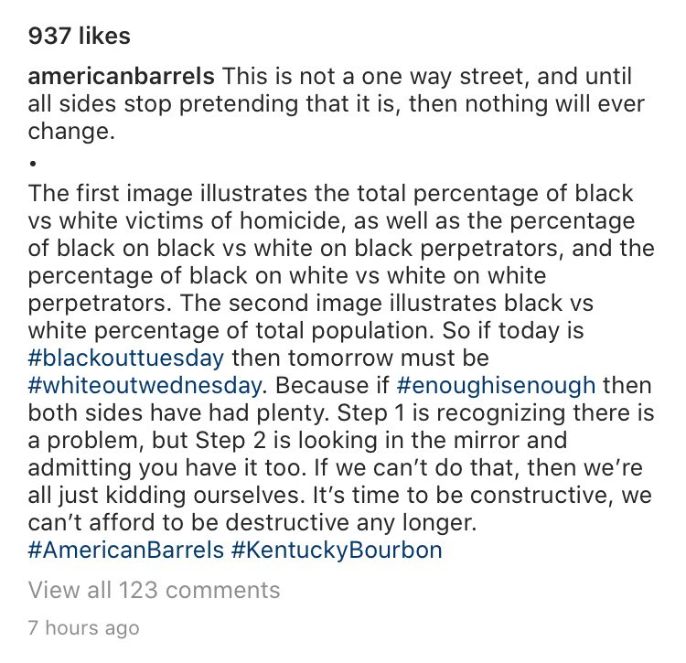 937 likes
americanbarrels This is not a one way street, and until
all sides stop pretending that it is, then nothing will ever
change.
•
The first image illustrates the total percentage of black
vs white victims of homicide, as well as the percentage
of black on black vs white on black perpetrators, and the
percentage of black on white vs white on white
perpetrators. The second image illustrates black vs
white percentage of total population. So if today is
#blackouttuesday then tomorrow must be
#whiteoutwednesday. Because if #enoughisenough then
both sides have had plenty. Step 1 is recognizing there is
a problem, but Step 2 is looking in the mirror and
admitting you have it too. If we can’t do that, then we’re
all just kidding ourselves. It’s time to be constructive, we
can’t afford to be destructive any longer.
#AmericanBarrels #KentuckyBourbon
View all 123 comments
7 hours ago